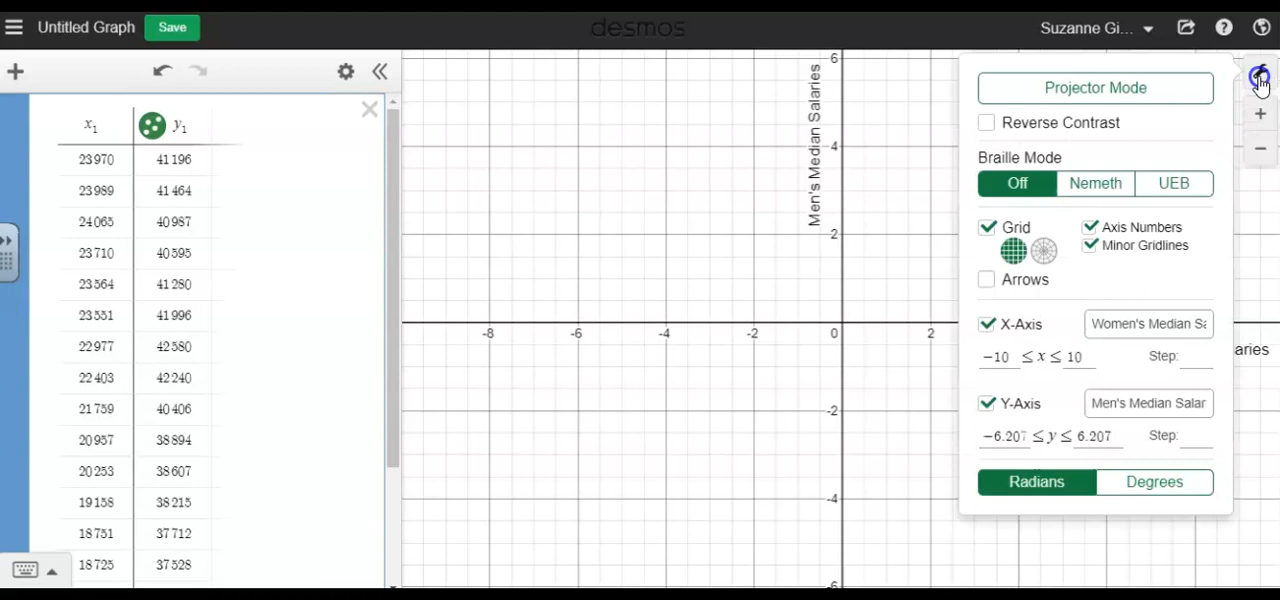 Untitled Graph Save desmos Suzanne Gi...
x1 y1
23970 41196
23989 41464
24065 40987
23710 40595
23564 41280
23551 41996
22977 42580
22403 42240
21759 40406
20957 38894
20253 38607
19158 38215
18751 37712
18725 37528
Men's Median Salaries
6
4
2
-8 -6 -4 -2 0 2
-2
-4
-6
aries
Projector Mode
Reverse Contrast
Braille Mode
Off Nemeth UEB
Grid Axis Numbers
Minor Gridlines
Arrows
X-Axis Women's Median Sa
−10 ≤ x ≤ 10 Step:
Y-Axis Men's Median Salar
−6.207 ≤ y ≤ 6.207 Step:
Radians Degrees